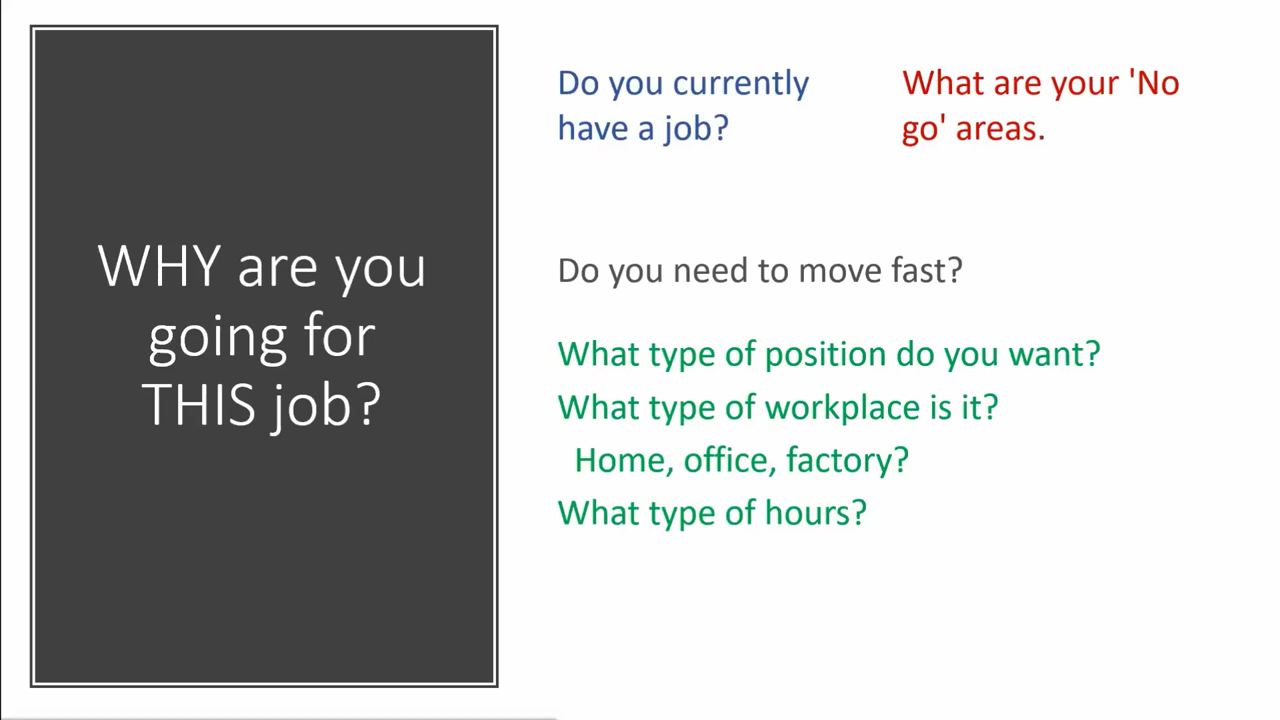 WHY are you
going for
THIS job?
Do you currently
have a job?
What are your 'No
go' areas.
Do you need to move fast?
What type of position do you want?
What type of workplace is it?
Home, office, factory?
What type of hours?